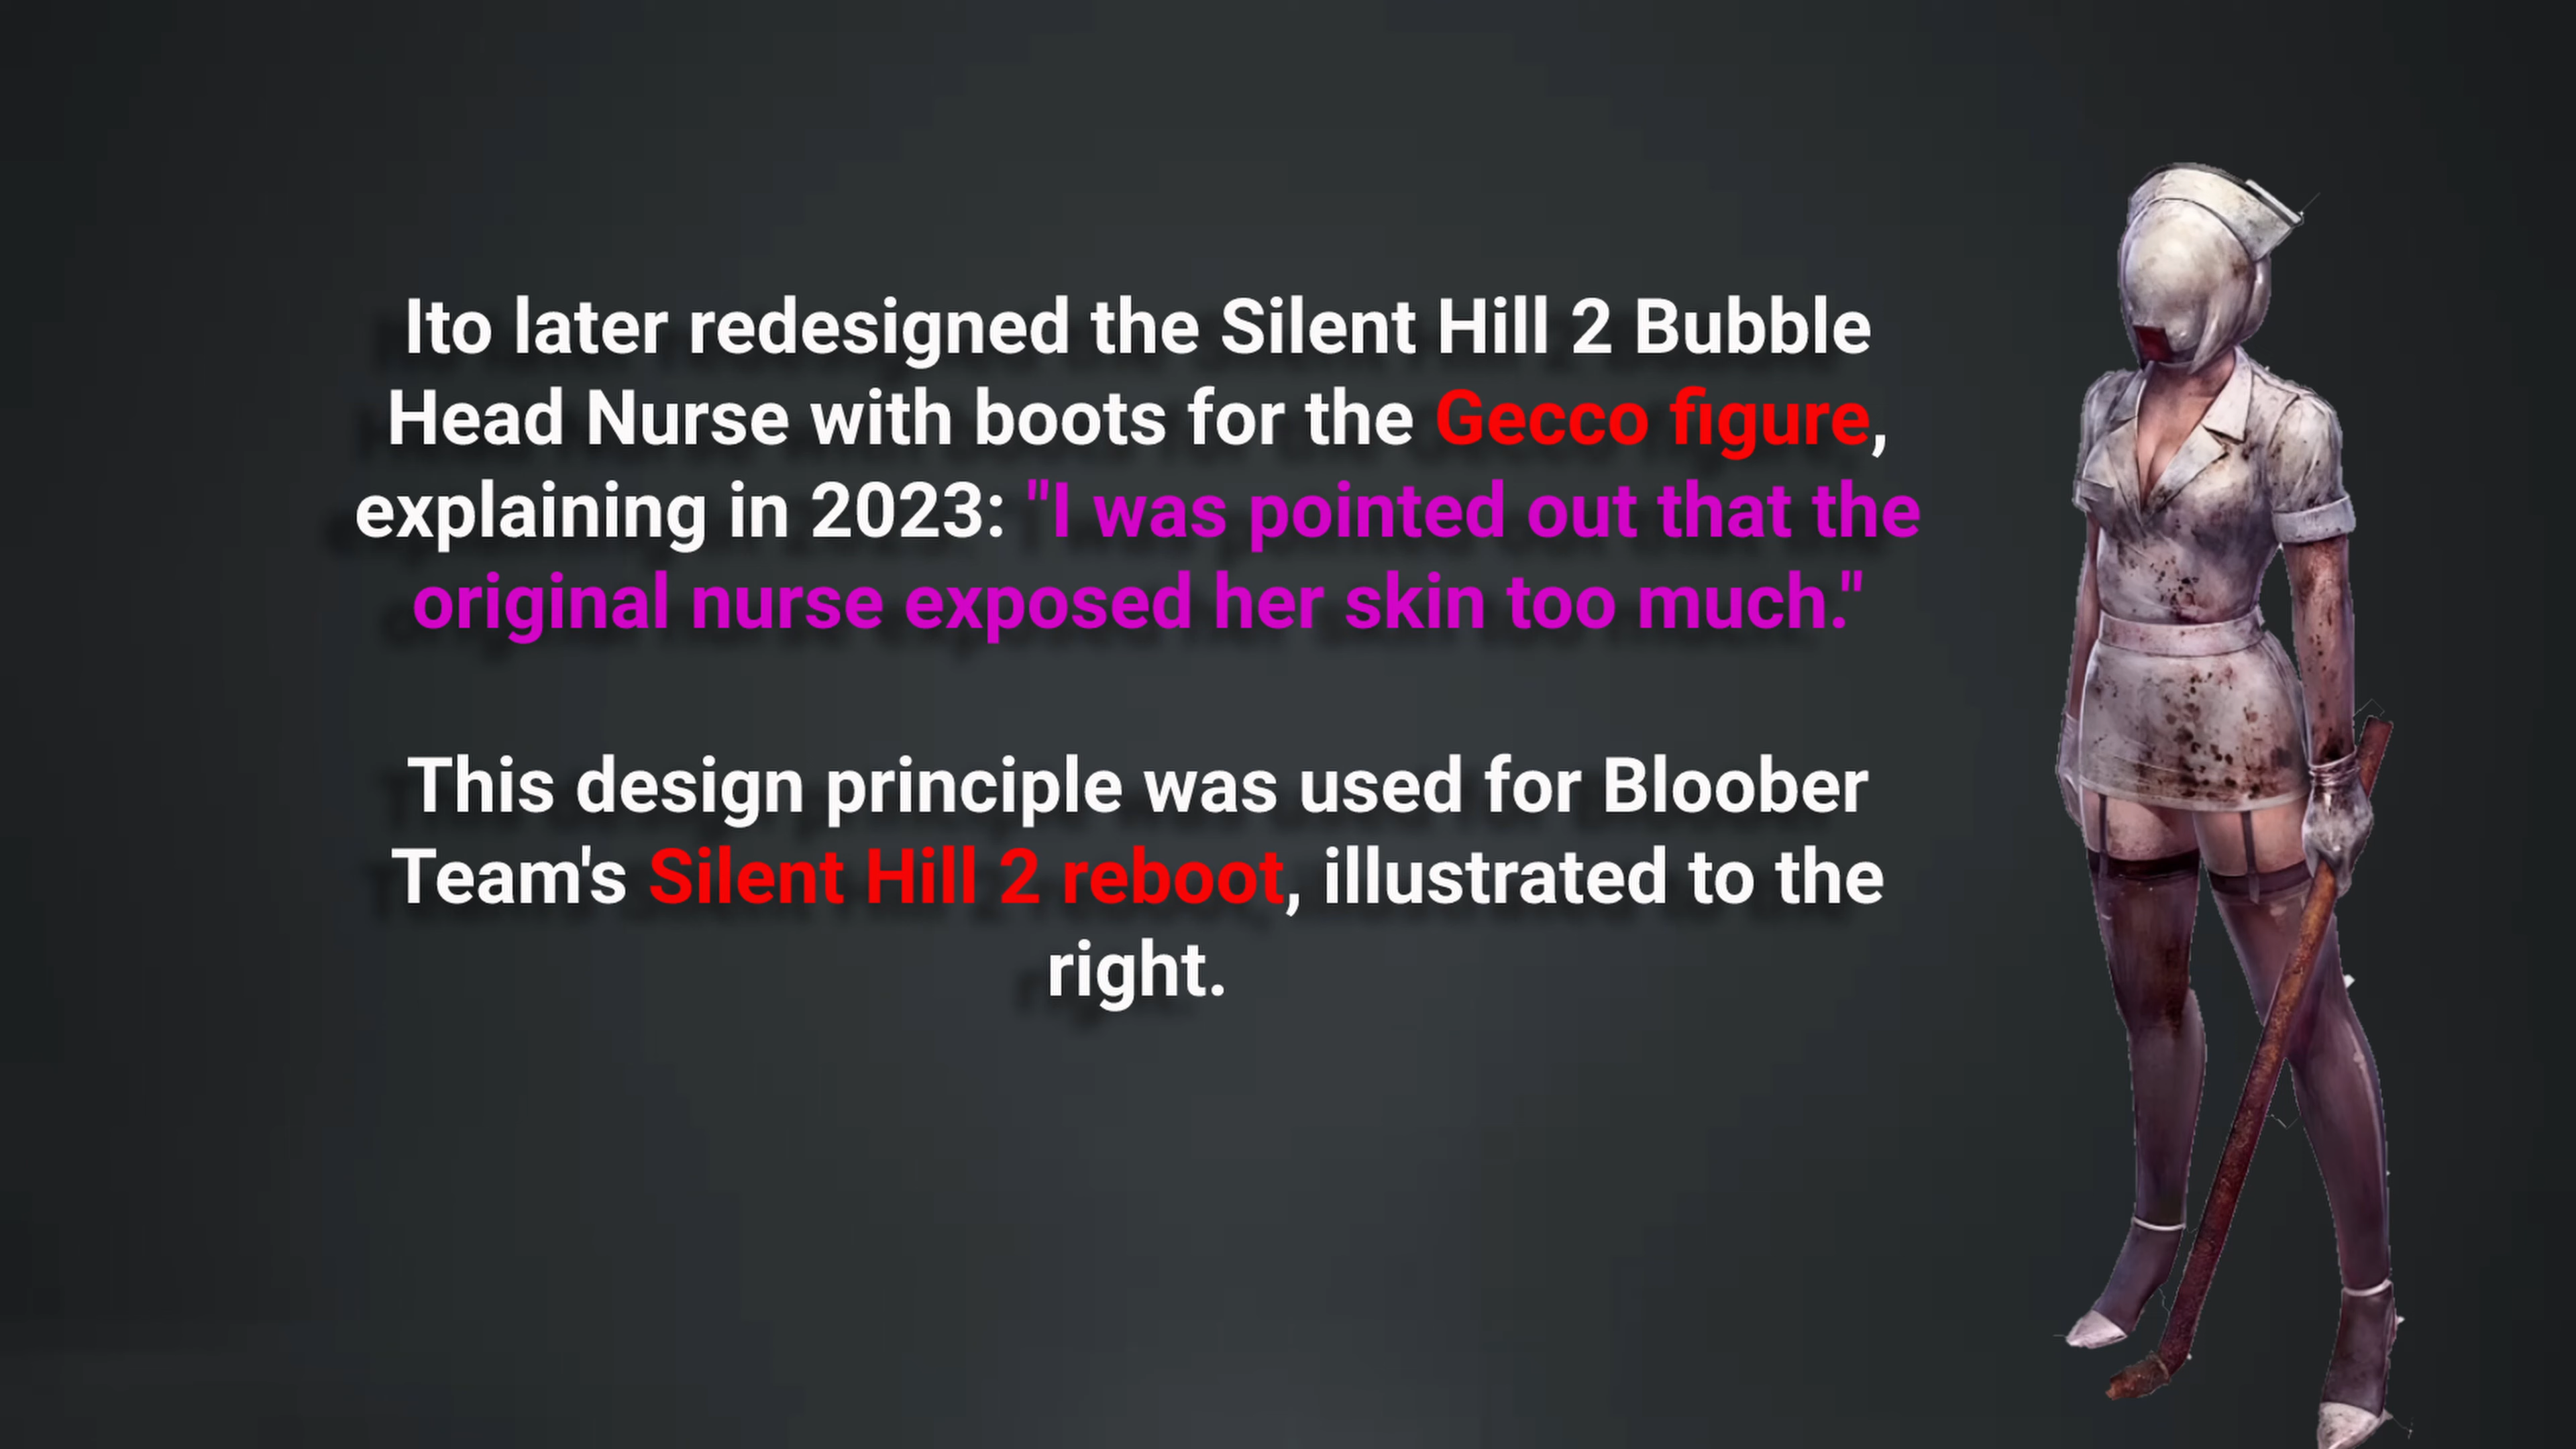 Ito later redesigned the Silent Hill 2 Bubble
Head Nurse with boots for the Gecco figure,
explaining in 2023: "I was pointed out that the
original nurse exposed her skin too much."
This design principle was used for Bloober
Team's Silent Hill 2 reboot, illustrated to the
right.